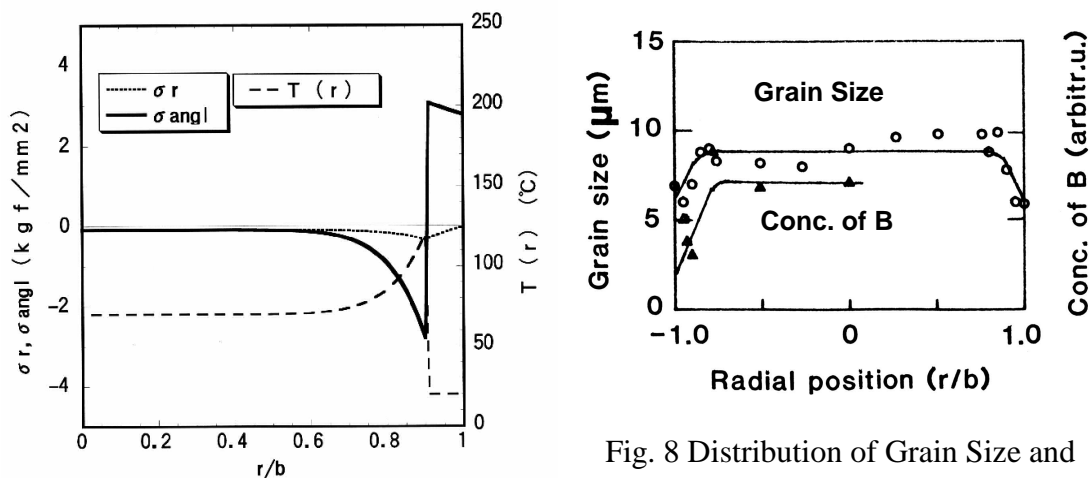 σr, σangl (kgf/mm2)
4
2
0
-2
-4
σ r
σ angl
T (r)
250
200
150
100
50
0
T (r) (℃)
0 0.2 0.4 0.6 0.8 1
r/b
Grain size (μm)
15
10
5
0
Grain Size
Conc. of B
Conc. of B (arbitr.u.)
-1.0 0 1.0
Radial position (r/b)
Fig. 8 Distribution of Grain Size and